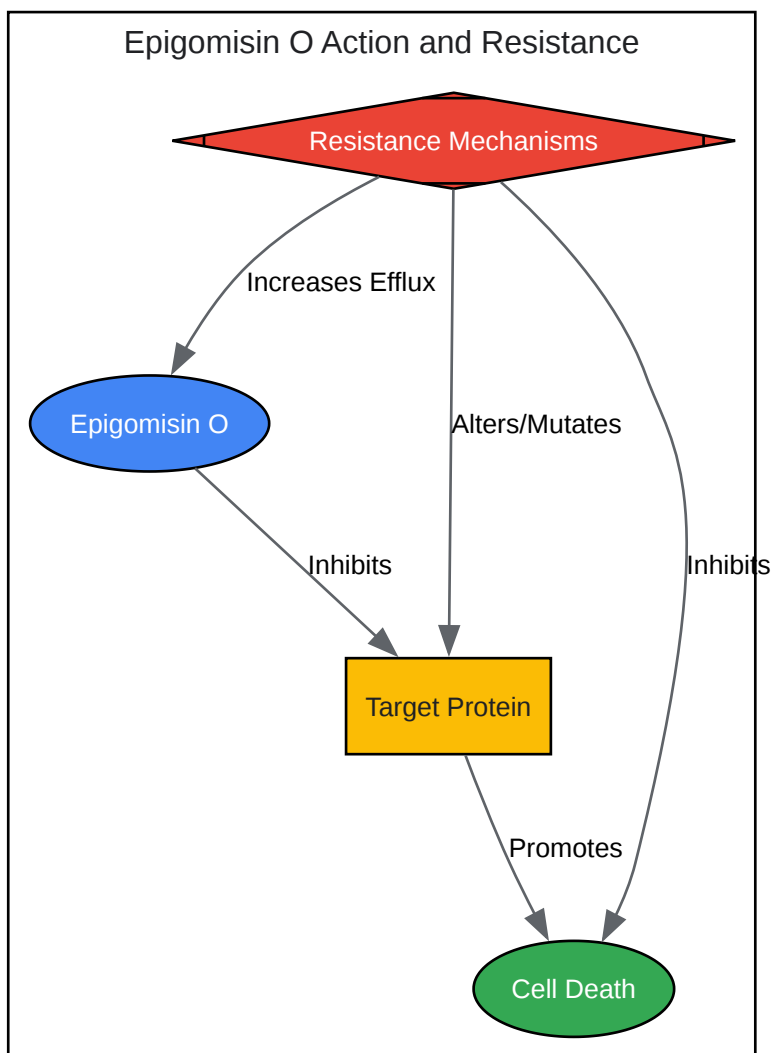 Epigomisin O Action and Resistance
Resistance Mechanisms
Increases Efflux
Epigomisin O
Alters/Mutates
Inhibits
Inhibits
Target Protein
Promotes
Cell Death